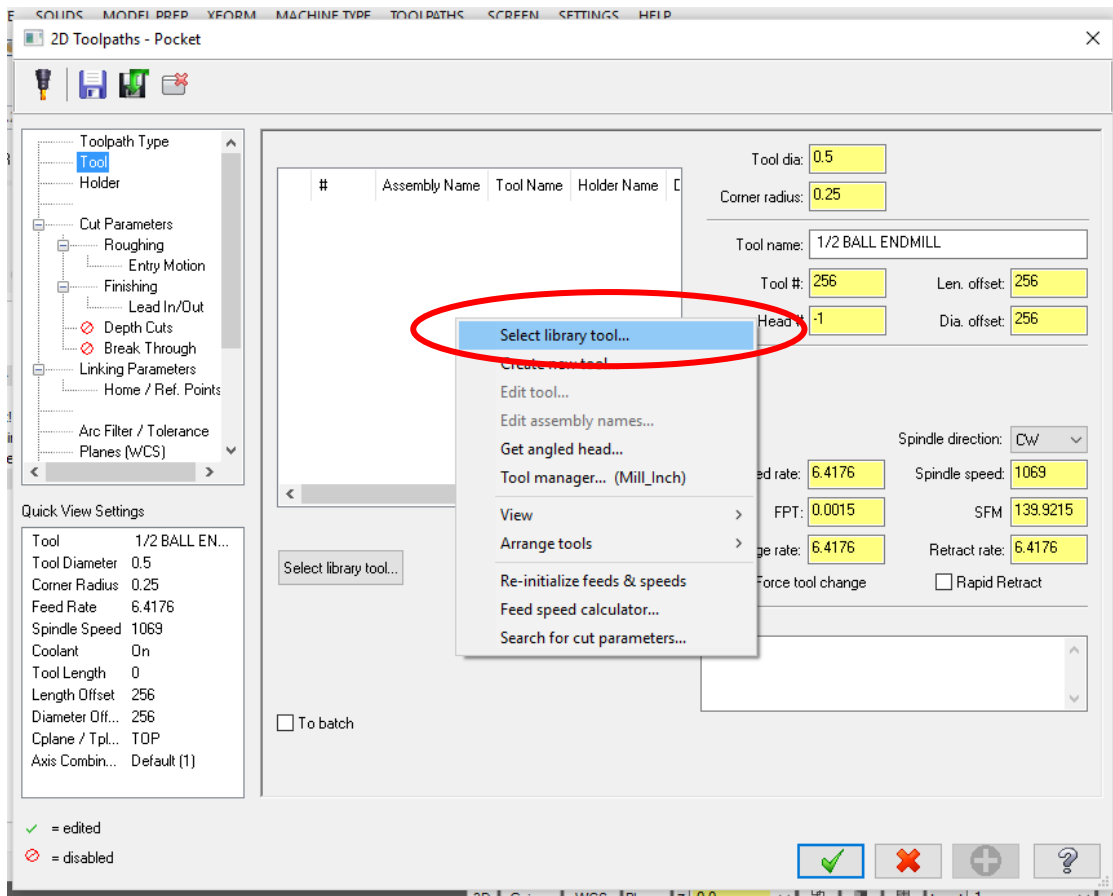 E SOLIDS MODEL PREP XFORM MACHINE TYPE TOOLPATHS SCREEN SETTINGS HELP
2D Toolpaths - Pocket
Toolpath Type
Tool
Holder
Cut Parameters
Roughing
Entry Motion
Finishing
Lead In/Out
Depth Cuts
Break Through
Linking Parameters
Home / Ref. Points
Arc Filter / Tolerance
Planes (WCS)
Quick View Settings
Tool 1/2 BALL EN...
Tool Diameter 0.5
Corner Radius 0.25
Feed Rate 6.4176
Spindle Speed 1069
Coolant On
Tool Length 0
Length Offset 256
Diameter Off... 256
Cplane / Tpl... TOP
Axis Combin... Default (1)
= edited
= disabled
# Assembly Name Tool Name Holder Name D
Select library tool...
To batch
Select library tool...
Create new tool...
Edit tool...
Edit assembly names...
Get angled head...
Tool manager... (Mill_Inch)
View
Arrange tools
Re-initialize feeds & speeds
Feed speed calculator...
Search for cut parameters...
Tool dia: 0.5
Corner radius: 0.25
Tool name: 1/2 BALL ENDMILL
Tool #: 256 Len. offset: 256
Head # -1 Dia. offset: 256
Spindle direction: CW
ed rate: 6.4176 Spindle speed: 1069
FPT: 0.0015 SFM 139.9215
ge rate: 6.4176 Retract rate: 6.4176
Force tool change Rapid Retract